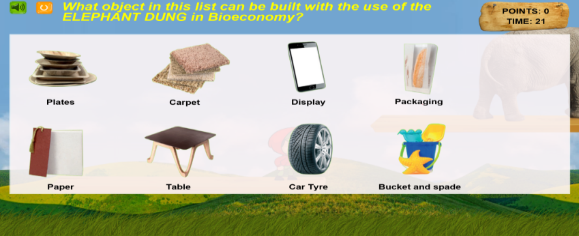 What object in this list can be built with the use of the
ELEPHANT DUNG in Bioeconomy?
POINTS: 0
TIME: 21
Plates
Carpet
Display
Packaging
Paper
Table
Car Tyre
Bucket and spade